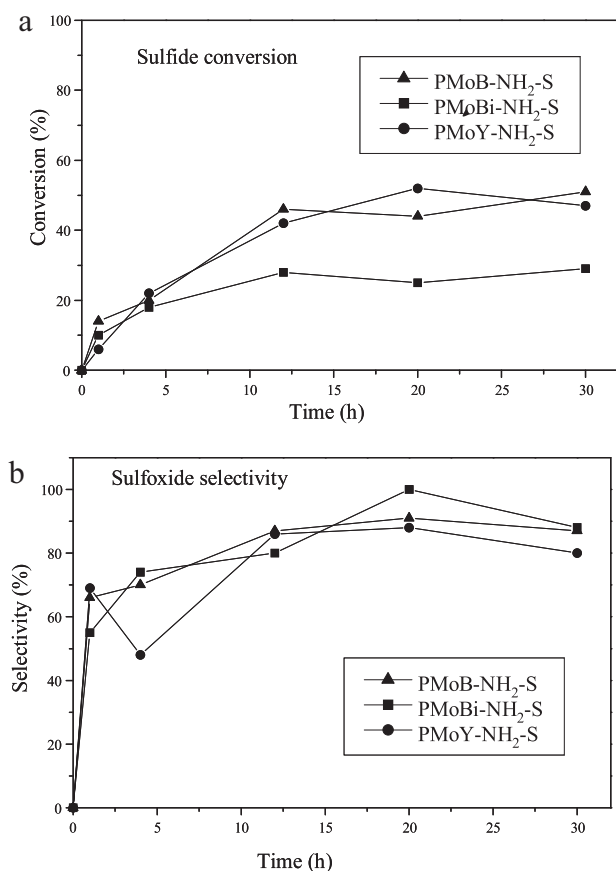 a
100
Sulfide conversion
PMoB-NH₂-S
80
PMoBi-NH₂-S
PMoY-NH₂-S
60
Conversion (%)
40
20
0
0 5 10 15 20 25 30
Time (h)
b
Sulfoxide selectivity
100
80
Selectivity (%)
60
40
PMoB-NH₂-S
PMoBi-NH₂-S
PMoY-NH₂-S
20
0
0 5 10 15 20 25 30
Time (h)